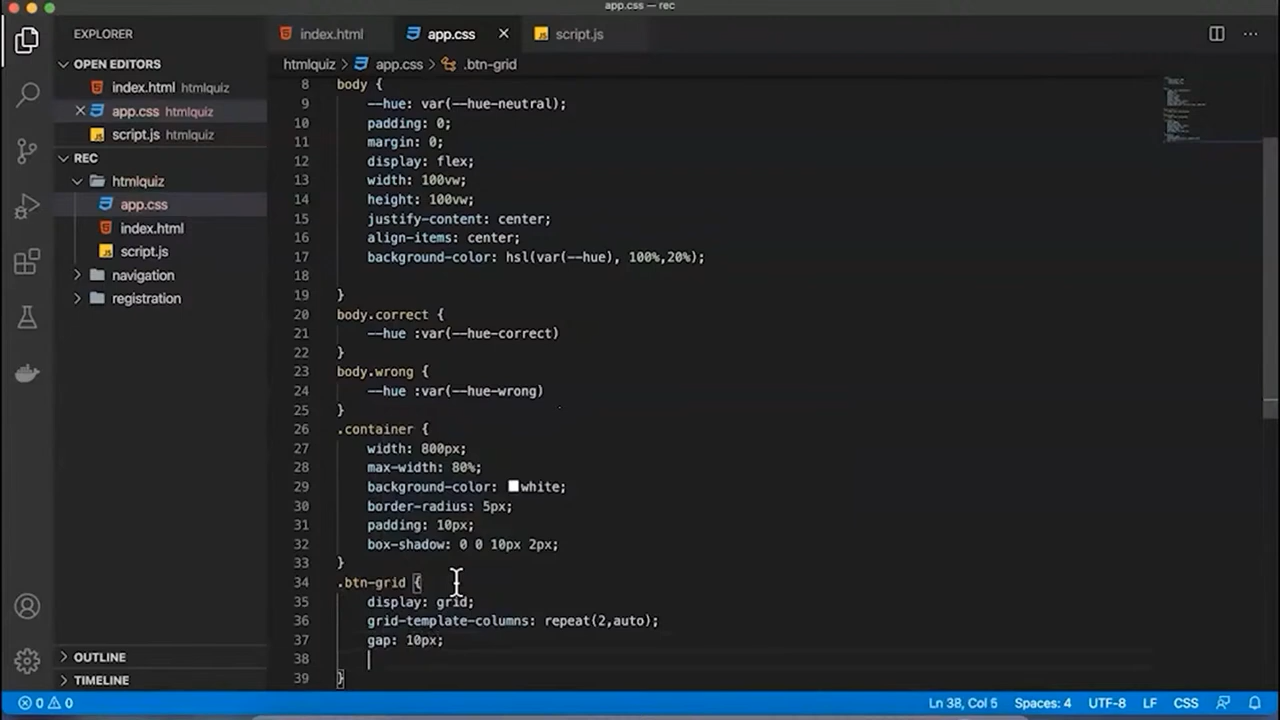 app.css — rec
EXPLORER
index.html
app.css
script.js
OPEN EDITORS
index.html htmlquiz
app.css htmlquiz
script.js htmlquiz
REC
htmlquiz
app.css
index.html
script.js
navigation
registration
OUTLINE
TIMELINE
htmlquiz > app.css > .btn-grid
8 body {
9 --hue: var(--hue-neutral);
10 padding: 0;
11 margin: 0;
12 display: flex;
13 width: 100vw;
14 height: 100vw;
15 justify-content: center;
16 align-items: center;
17 background-color: hsl(var(--hue), 100%,20%);
18
19 }
20 body.correct {
21 --hue :var(--hue-correct)
22 }
23 body.wrong {
24 --hue :var(--hue-wrong)
25 }
26 .container {
27 width: 800px;
28 max-width: 80%;
29 background-color: white;
30 border-radius: 5px;
31 padding: 10px;
32 box-shadow: 0 0 10px 2px;
33 }
34 .btn-grid {
35 display: grid;
36 grid-template-columns: repeat(2,auto);
37 gap: 10px;
38
39 }
0 0
Ln 38, Col 5
Spaces: 4
UTF-8
LF
CSS